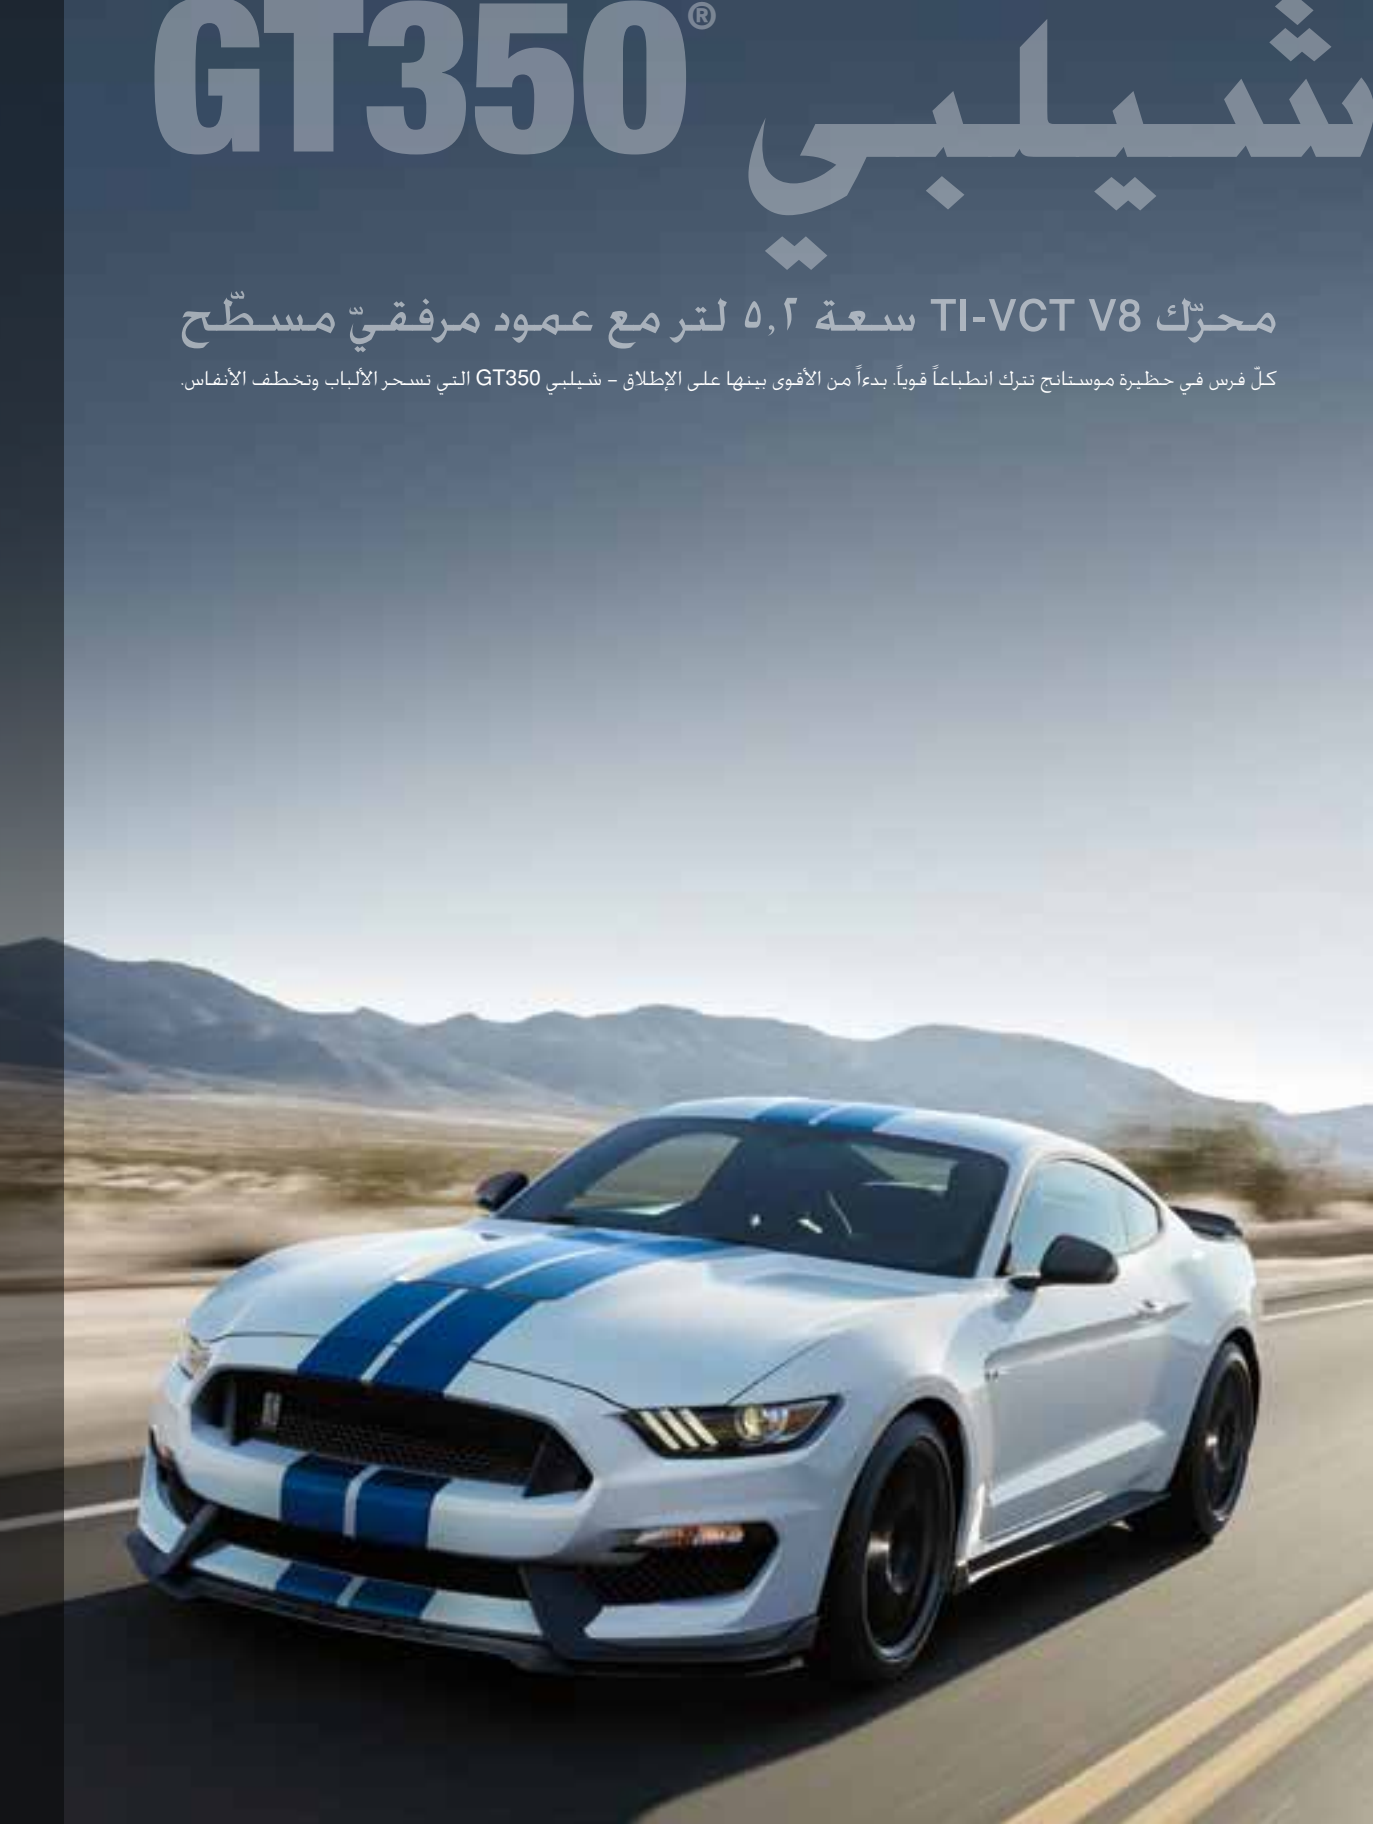 شيلبي GT350®
محرّك TI-VCT V8 سعة ٥,٢ لتر مع عمود مرفقيّ مسطّح
كلّ فرس في حظيرة موستانج تترك انطباعاً قوياً. بدءاً من الأقوى بينها على الإطلاق – شيلبي GT350 التي تسحر الألباب وتخطف الأنفاس.